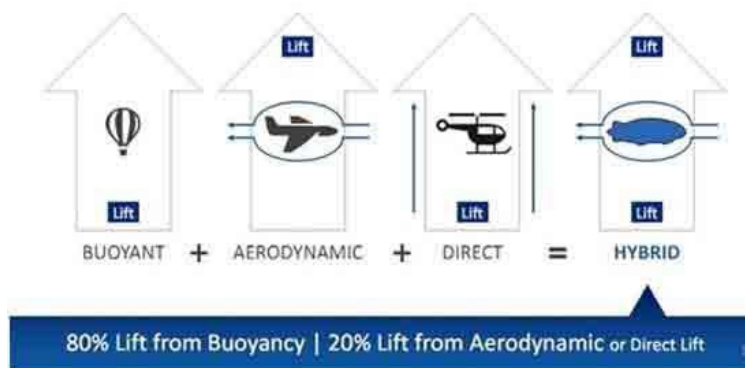 Lift
Lift
Lift
Lift
Lift
BUOYANT + AERODYNAMIC + DIRECT = HYBRID
80% Lift from Buoyancy | 20% Lift from Aerodynamic or Direct Lift